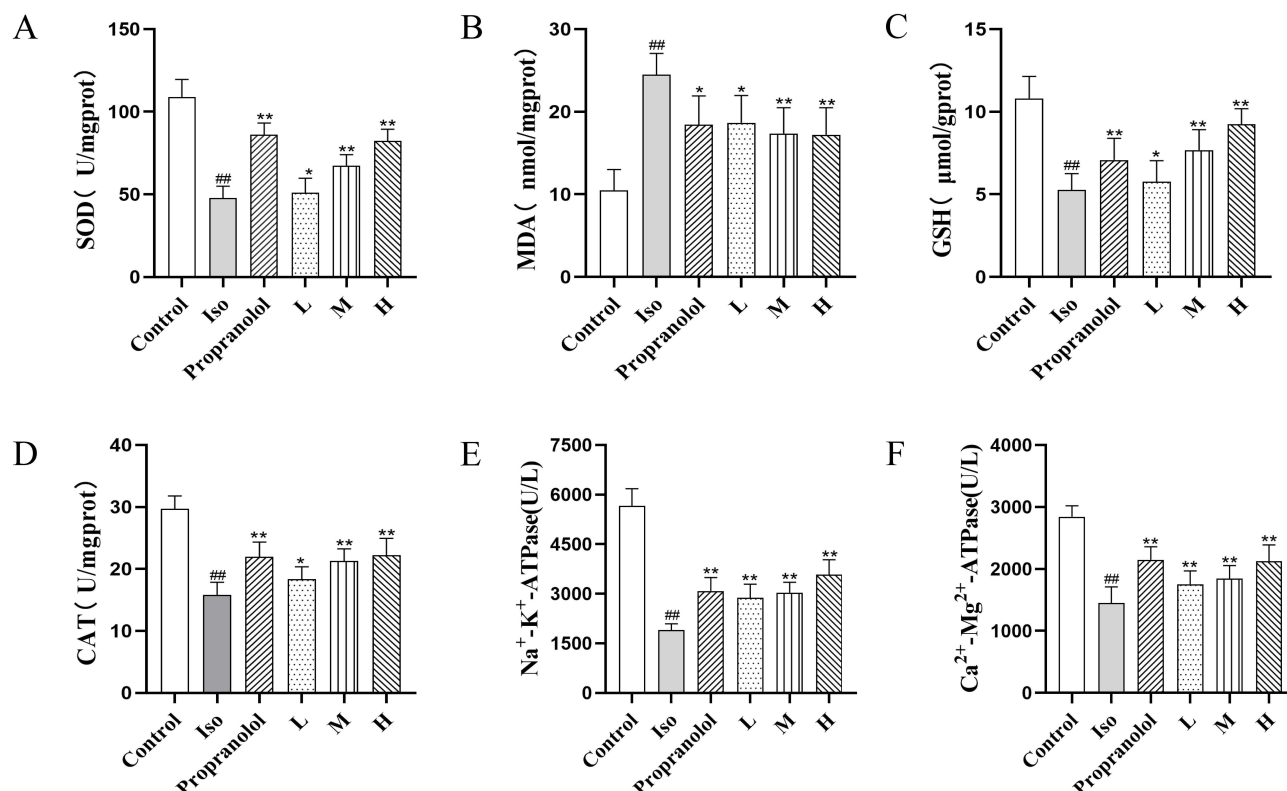 A
SOD( U/mgprot)
150
100
50
0
##
**
*
**
**
Control
Iso
Propranolol
L
M
H
B
MDA( nmol/mgprot)
30
20
10
0
##
*
*
**
**
Control
Iso
Propranolol
L
M
H
C
GSH( μmol/gprot)
15
10
5
0
##
**
*
**
**
Control
Iso
Propranolol
L
M
H
D
CAT( U/mgprot)
40
30
20
10
0
##
**
*
**
**
Control
Iso
Propranolol
L
M
H
E
Na⁺-K⁺-ATPase(U/L)
7500
6000
4500
3000
1500
0
##
**
**
**
**
Control
Iso
Propranolol
L
M
H
F
Ca²⁺-Mg²⁺-ATPase(U/L)
4000
3000
2000
1000
0
##
**
**
**
**
Control
Iso
Propranolol
L
M
H